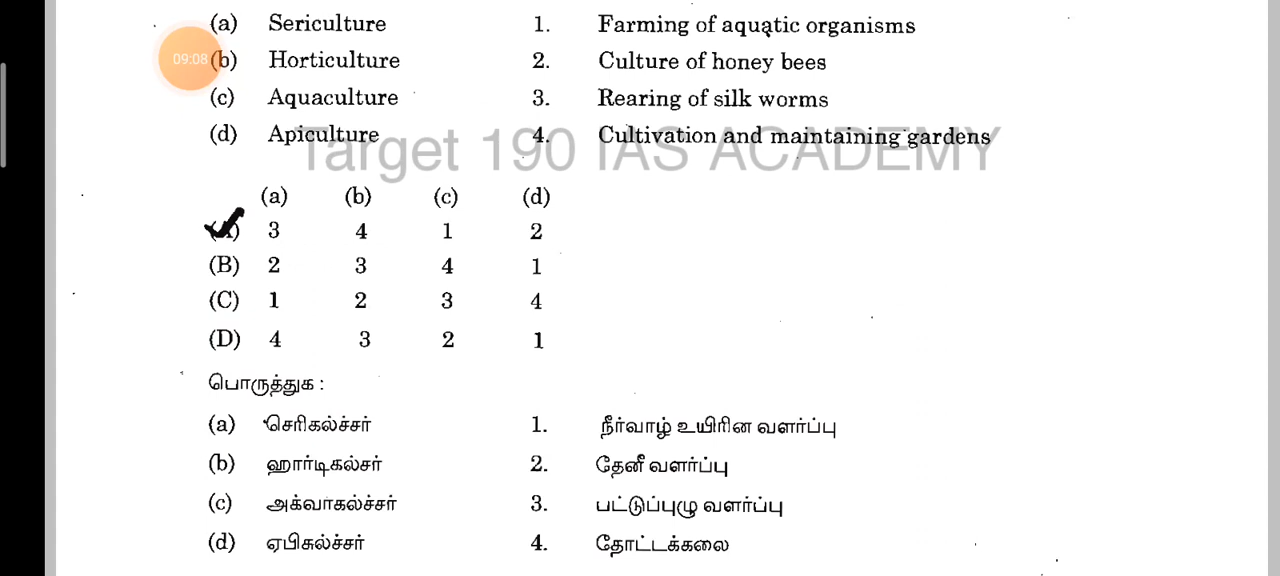 (a) Sericulture 1. Farming of aquatic organisms
09:08 (b) Horticulture 2. Culture of honey bees
(c) Aquaculture 3. Rearing of silk worms
(d) Apiculture 4. Cultivation and maintaining gardens
Target 190 IAS ACADEMY
(a) (b) (c) (d)
(A) 3 4 1 2
(B) 2 3 4 1
(C) 1 2 3 4
(D) 4 3 2 1
பொருத்துக :
(a) செரிகல்ச்சர் 1. நீர்வாழ் உயிரின வளர்ப்பு
(b) ஹார்டிகல்சர் 2. தேனீ வளர்ப்பு
(c) அக்வாகல்ச்சர் 3. பட்டுப்புழு வளர்ப்பு
(d) ஏபிகல்ச்சர் 4. தோட்டக்கலை